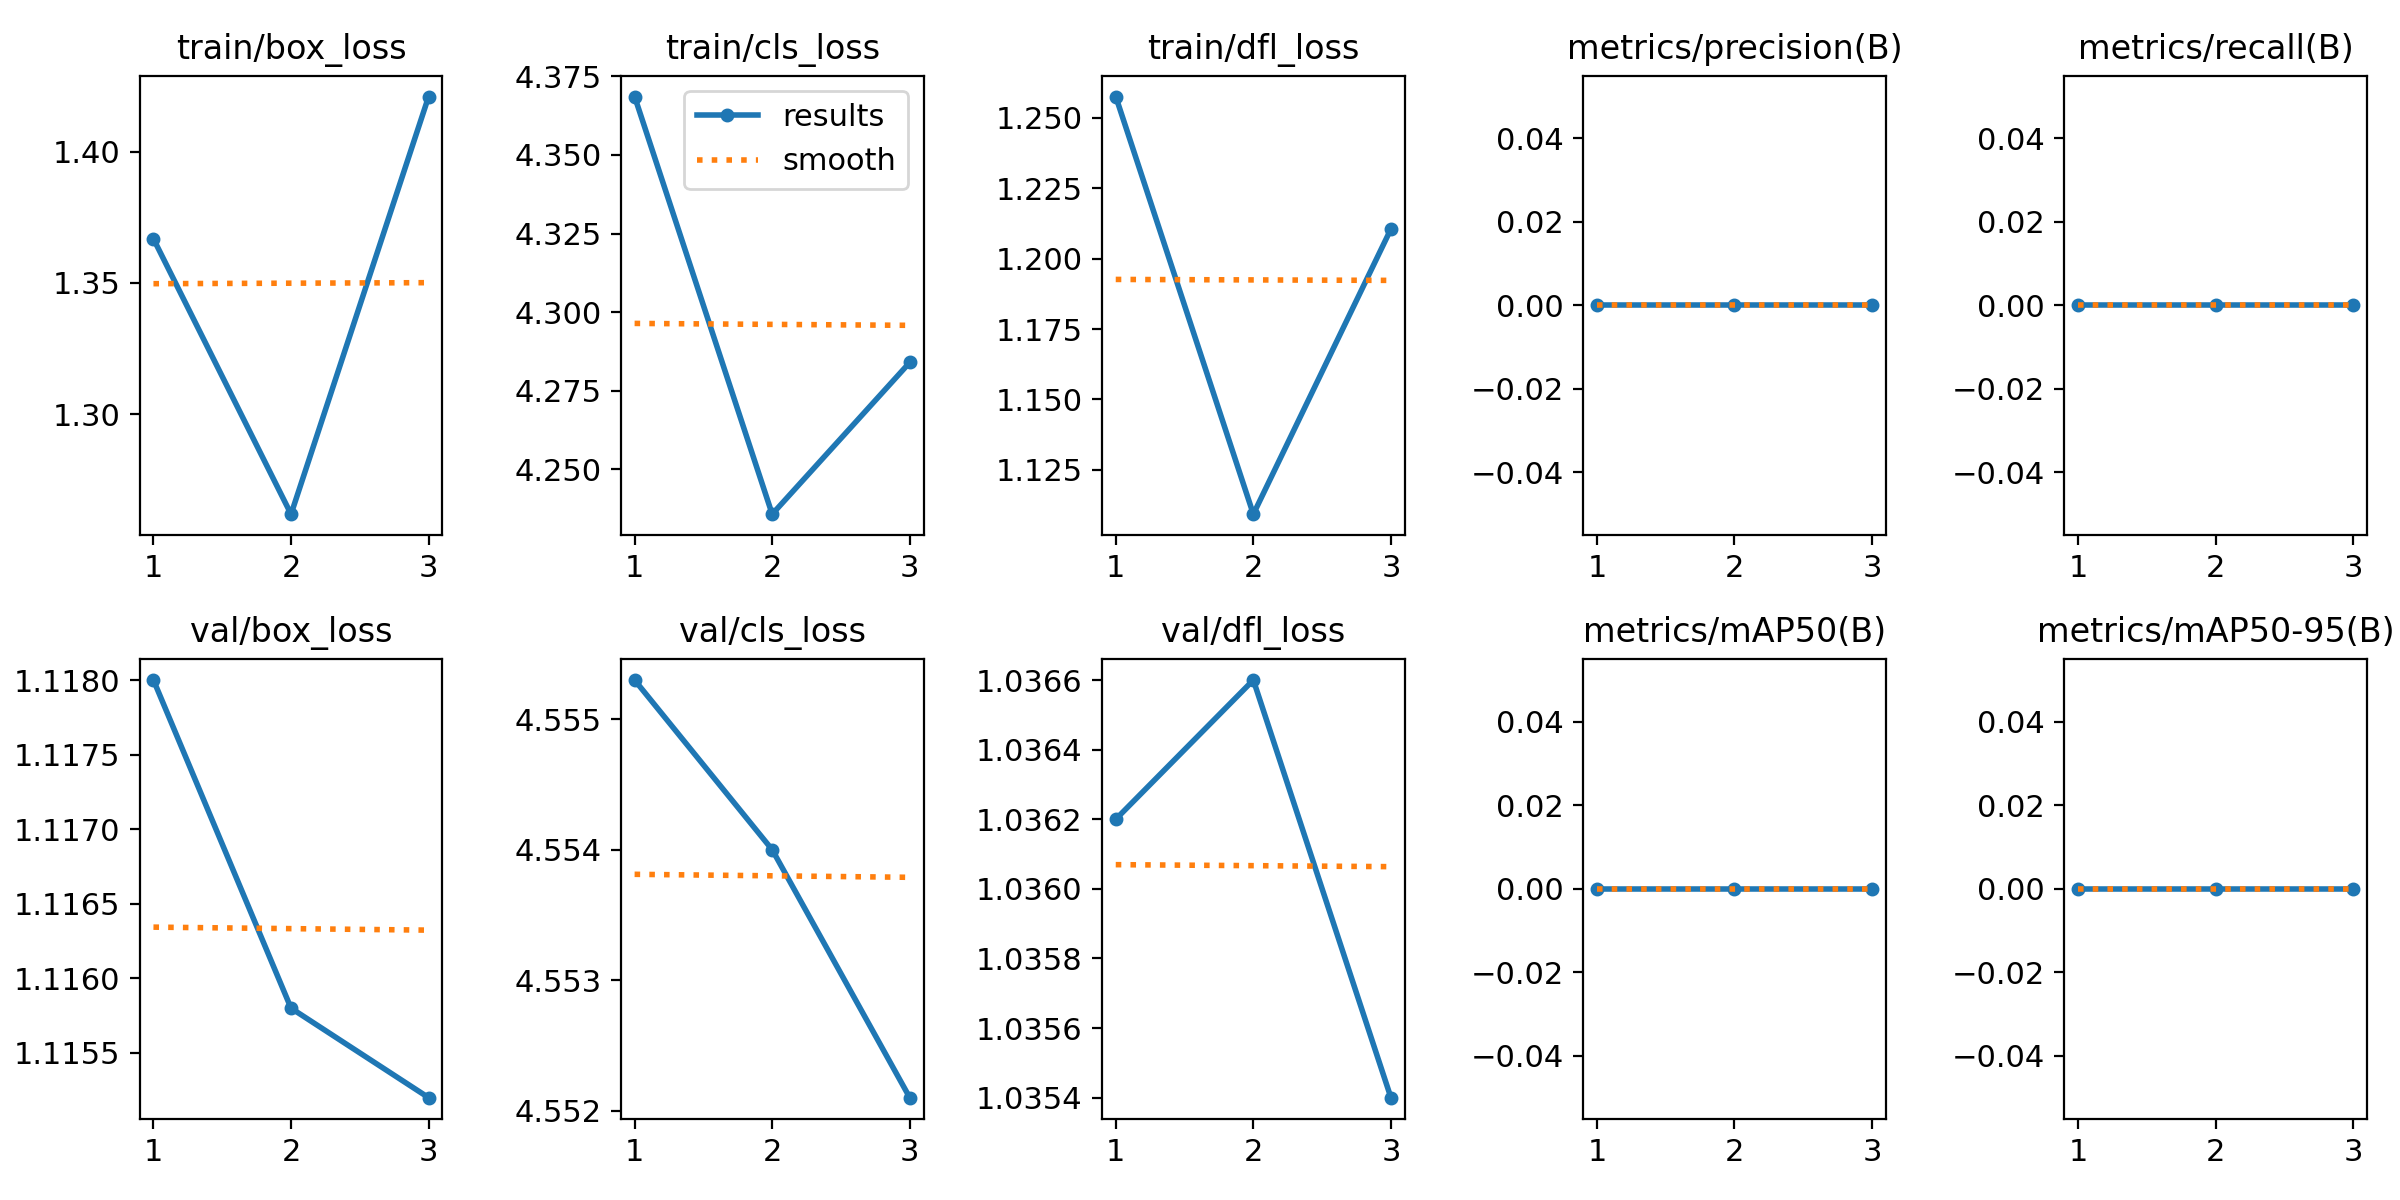 train/box_loss
1.40
1.35
1.30
1 2 3
train/cls_loss
results
smooth
4.375
4.350
4.325
4.300
4.275
4.250
1 2 3
train/dfl_loss
1.250
1.225
1.200
1.175
1.150
1.125
1 2 3
metrics/precision(B)
0.04
0.02
0.00
−0.02
−0.04
1 2 3
metrics/recall(B)
0.04
0.02
0.00
−0.02
−0.04
1 2 3
val/box_loss
1.1180
1.1175
1.1170
1.1165
1.1160
1.1155
1 2 3
val/cls_loss
4.555
4.554
4.553
4.552
1 2 3
val/dfl_loss
1.0366
1.0364
1.0362
1.0360
1.0358
1.0356
1.0354
1 2 3
metrics/mAP50(B)
0.04
0.02
0.00
−0.02
−0.04
1 2 3
metrics/mAP50-95(B)
0.04
0.02
0.00
−0.02
−0.04
1 2 3